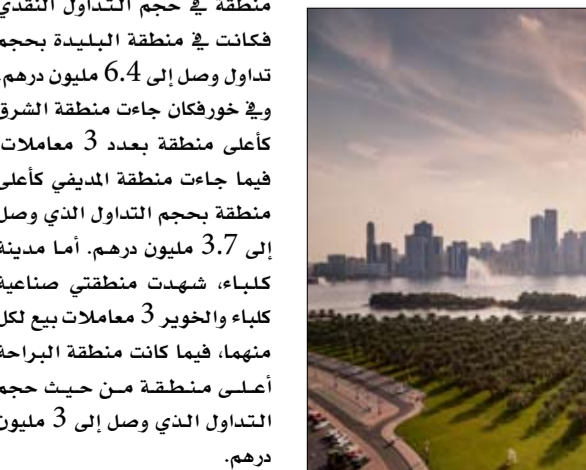 منطقة في حجم التداول النقدي
فكانت في منطقة البليدة بحجم
تداول وصل إلى 6.4 مليون درهم.
وفي خورفكان جاءت منطقة الشرق
كأعلى منطقة بعدد 3 معاملات
فيما جاءت منطقة المديفي كأعلى
منطقة بحجم التداول الذي وصل
إلى 3.7 مليون درهم. أما مدينة
كلباء، شهدت منطقتي صناعية
كلباء والخوير 3 معاملات بيع لكل
منهما، فيما كانت منطقة البراحة
أعلى منطقة من حيث حجم
التداول الذي وصل إلى 3 مليون
درهم.